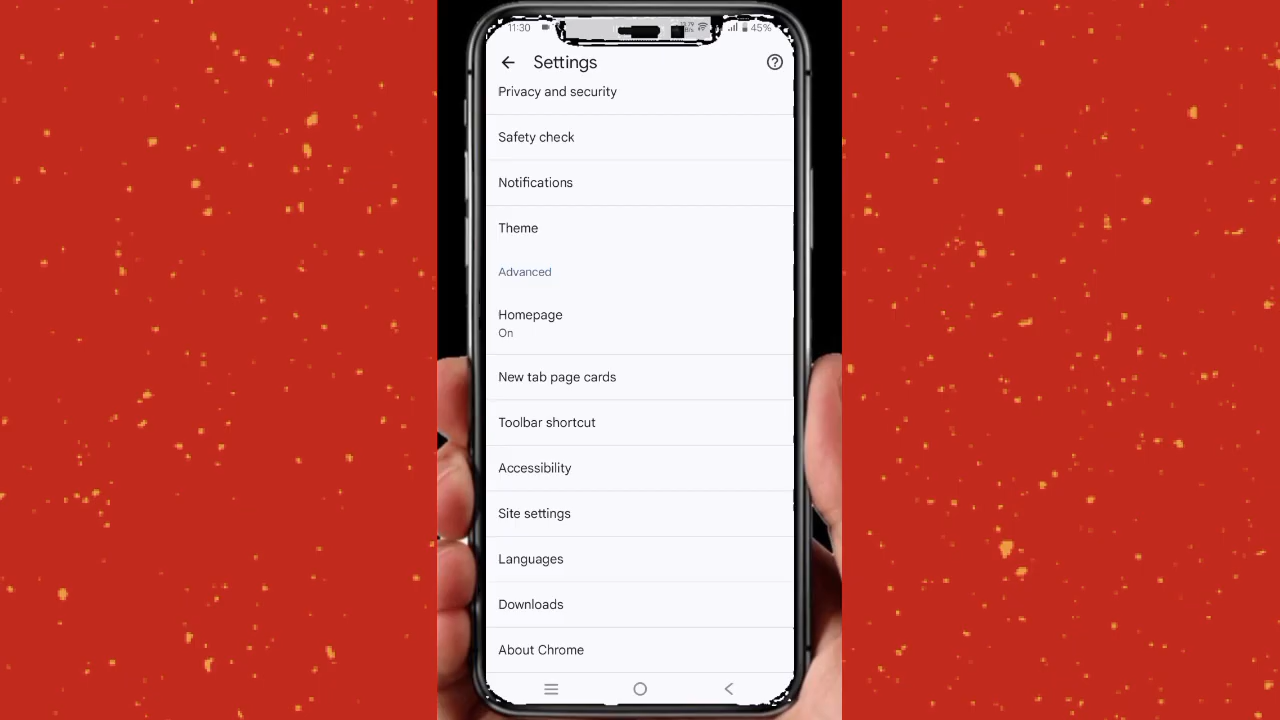 11:30
45%
Settings
Privacy and security
Safety check
Notifications
Theme
Advanced
Homepage
On
New tab page cards
Toolbar shortcut
Accessibility
Site settings
Languages
Downloads
About Chrome